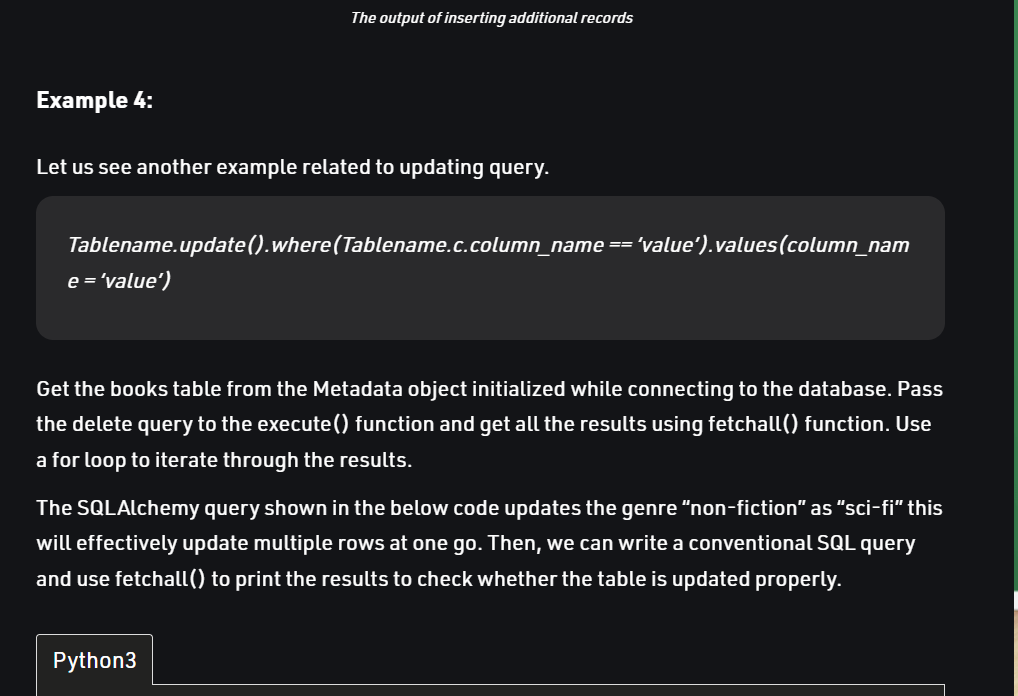 The output of inserting additional records
Example 4:
Let us see another example related to updating query.
Tablename.update().where(Tablename.c.column_name == ‘value’).values(column_nam
e = ‘value’)
Get the books table from the Metadata object initialized while connecting to the database. Pass
the delete query to the execute() function and get all the results using fetchall() function. Use
a for loop to iterate through the results.
The SQLAlchemy query shown in the below code updates the genre “non-fiction” as “sci-fi” this
will effectively update multiple rows at one go. Then, we can write a conventional SQL query
and use fetchall() to print the results to check whether the table is updated properly.
Python3